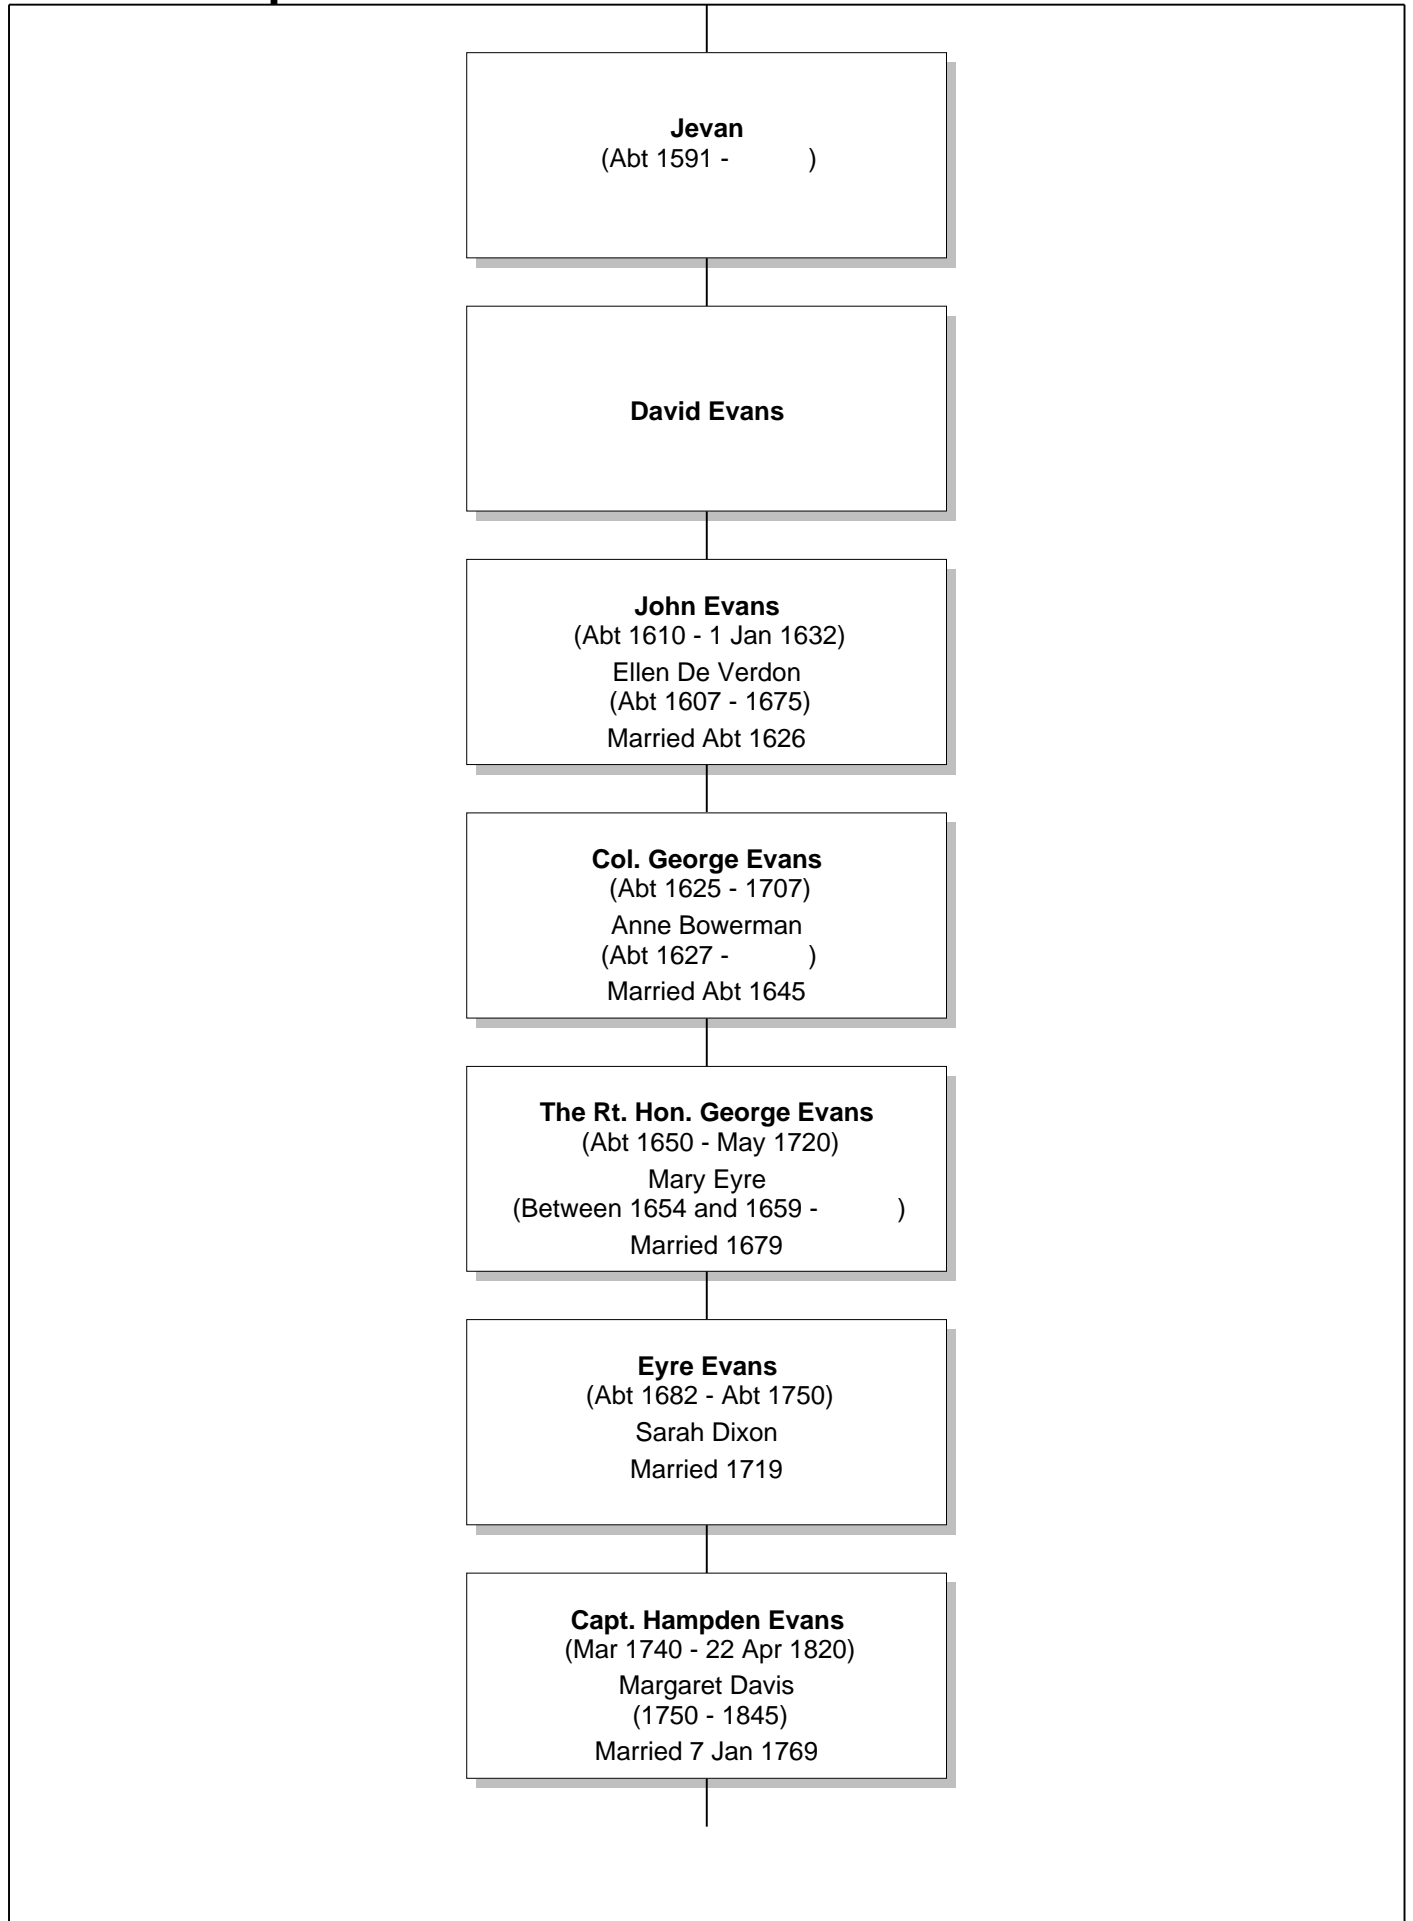 Jevan
(Abt 1591 - )
David Evans
John Evans
(Abt 1610 - 1 Jan 1632)
Ellen De Verdon
(Abt 1607 - 1675)
Married Abt 1626
Col. George Evans
(Abt 1625 - 1707)
Anne Bowerman
(Abt 1627 - )
Married Abt 1645
The Rt. Hon. George Evans
(Abt 1650 - May 1720)
Mary Eyre
(Between 1654 and 1659 - )
Married 1679
Eyre Evans
(Abt 1682 - Abt 1750)
Sarah Dixon
Married 1719
Capt. Hampden Evans
(Mar 1740 - 22 Apr 1820)
Margaret Davis
(1750 - 1845)
Married 7 Jan 1769